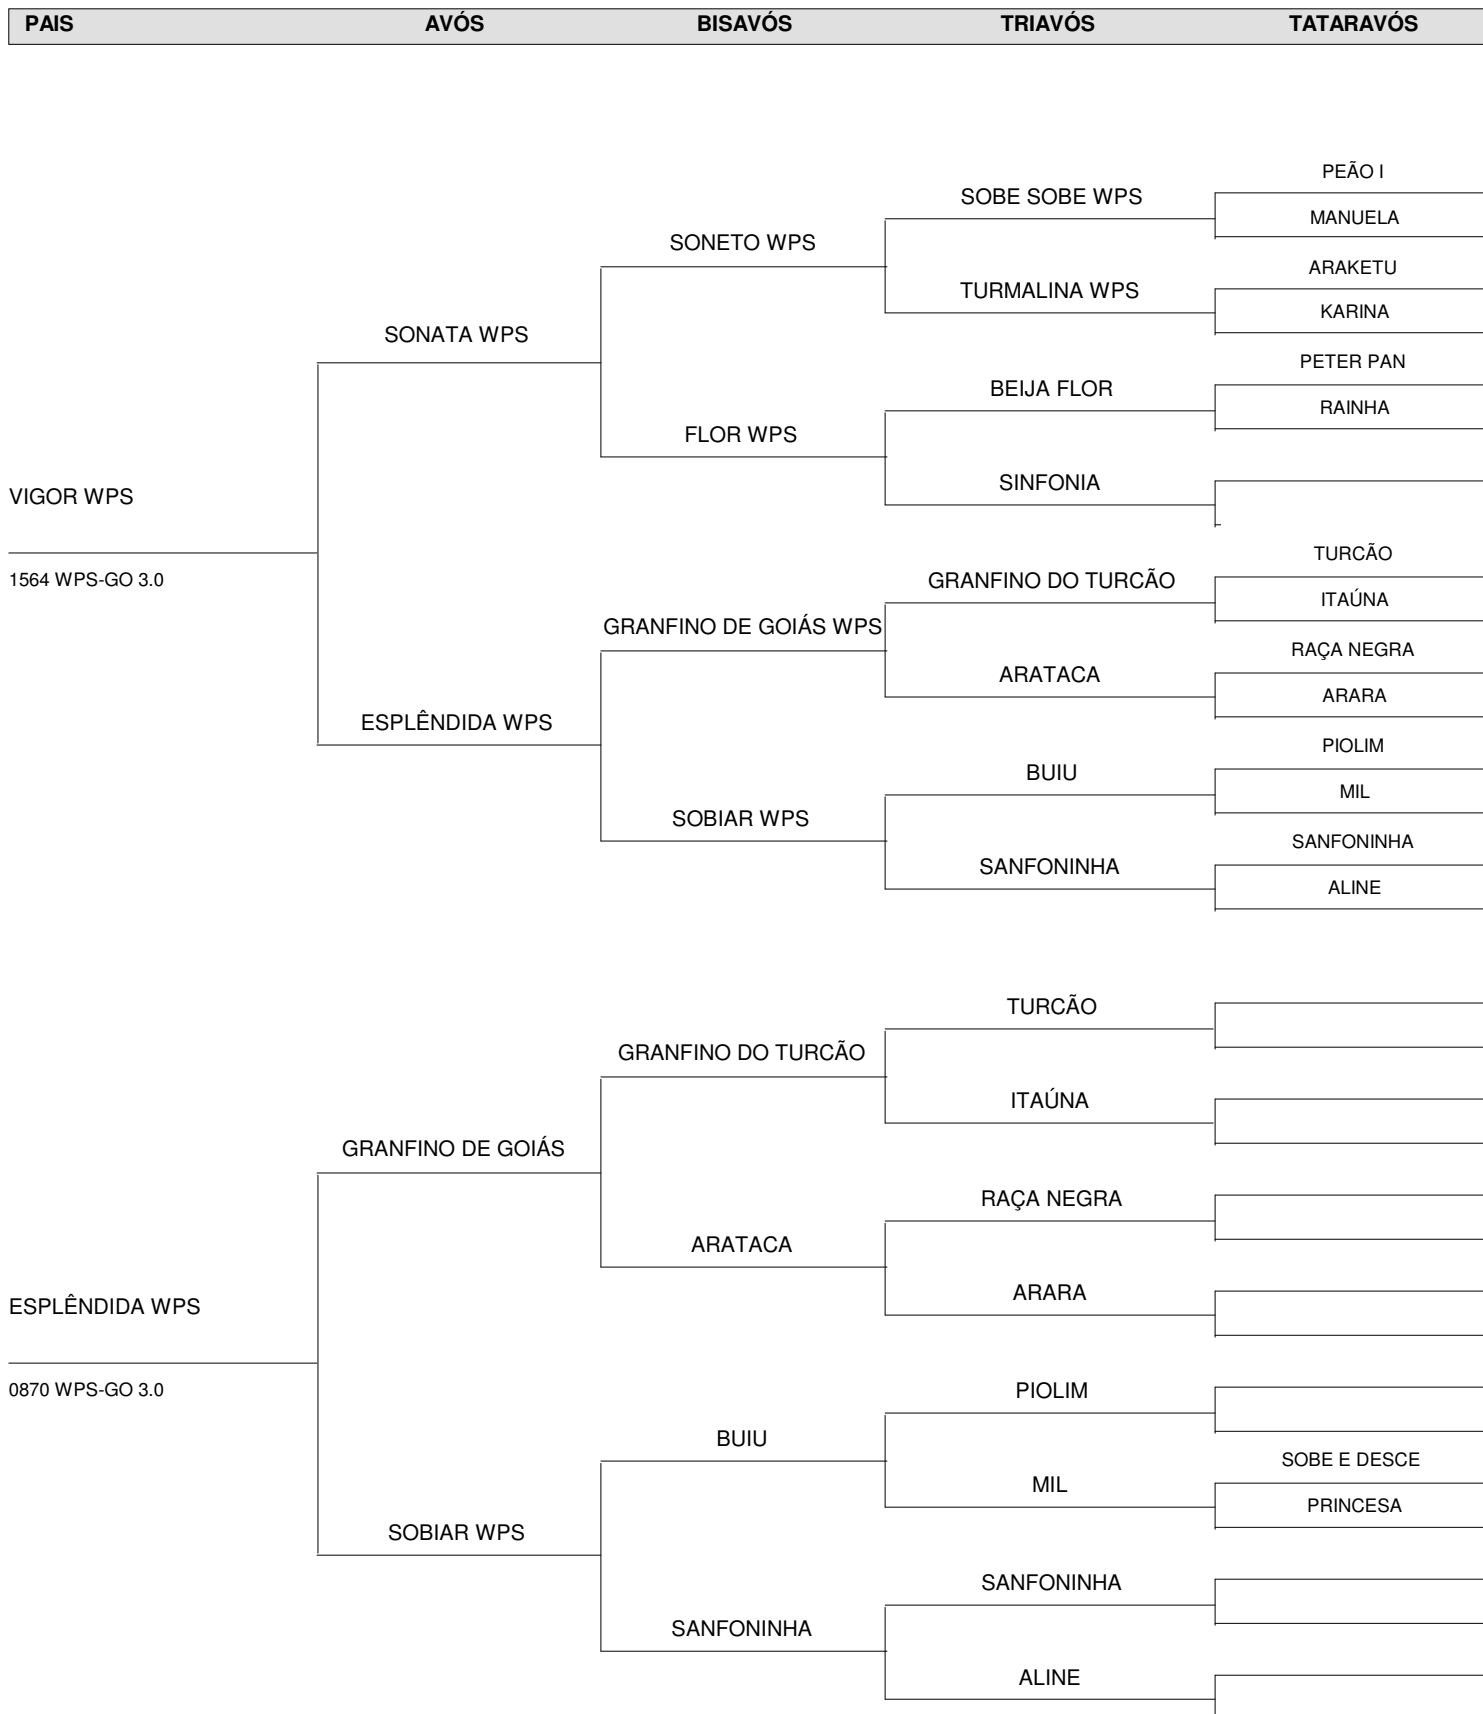 PAIS AVÓS BISAVÓS TRIAVÓS TATARAVÓS
PEÃO I
SOBE SOBE WPS
MANUELA
SONETO WPS
ARAKETU
TURMALINA WPS
KARINA
SONATA WPS
PETER PAN
BEIJA FLOR
RAINHA
FLOR WPS
SINFONIA
VIGOR WPS
TURCÃO
1564 WPS-GO 3.0
GRANFINO DO TURCÃO
ITAÚNA
GRANFINO DE GOIÁS WPS
RAÇA NEGRA
ARATACA
ARARA
ESPLÊNDIDA WPS
PIOLIM
BUIU
MIL
SOBIAR WPS
SANFONINHA
SANFONINHA
ALINE
TURCÃO
GRANFINO DO TURCÃO
ITAÚNA
GRANFINO DE GOIÁS
RAÇA NEGRA
ARATACA
ARARA
ESPLÊNDIDA WPS
0870 WPS-GO 3.0
PIOLIM
BUIU
SOBE E DESCE
MIL
PRINCESA
SOBIAR WPS
SANFONINHA
SANFONINHA
ALINE